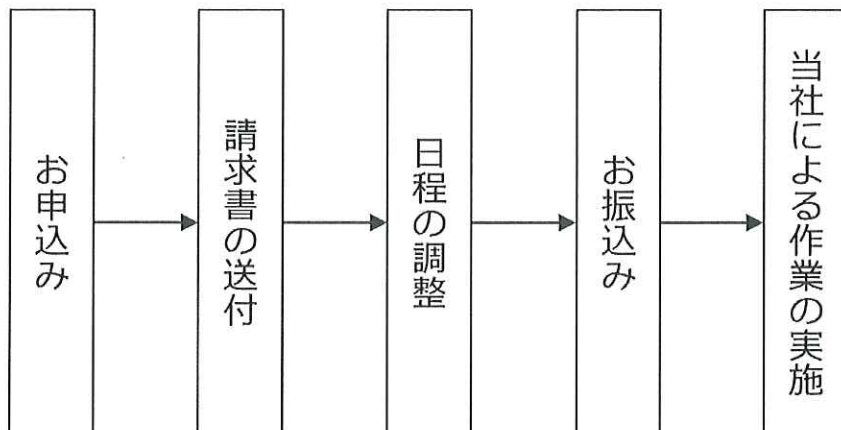 お申込み
請求書の送付
日程の調整
お振込み
当社による作業の実施